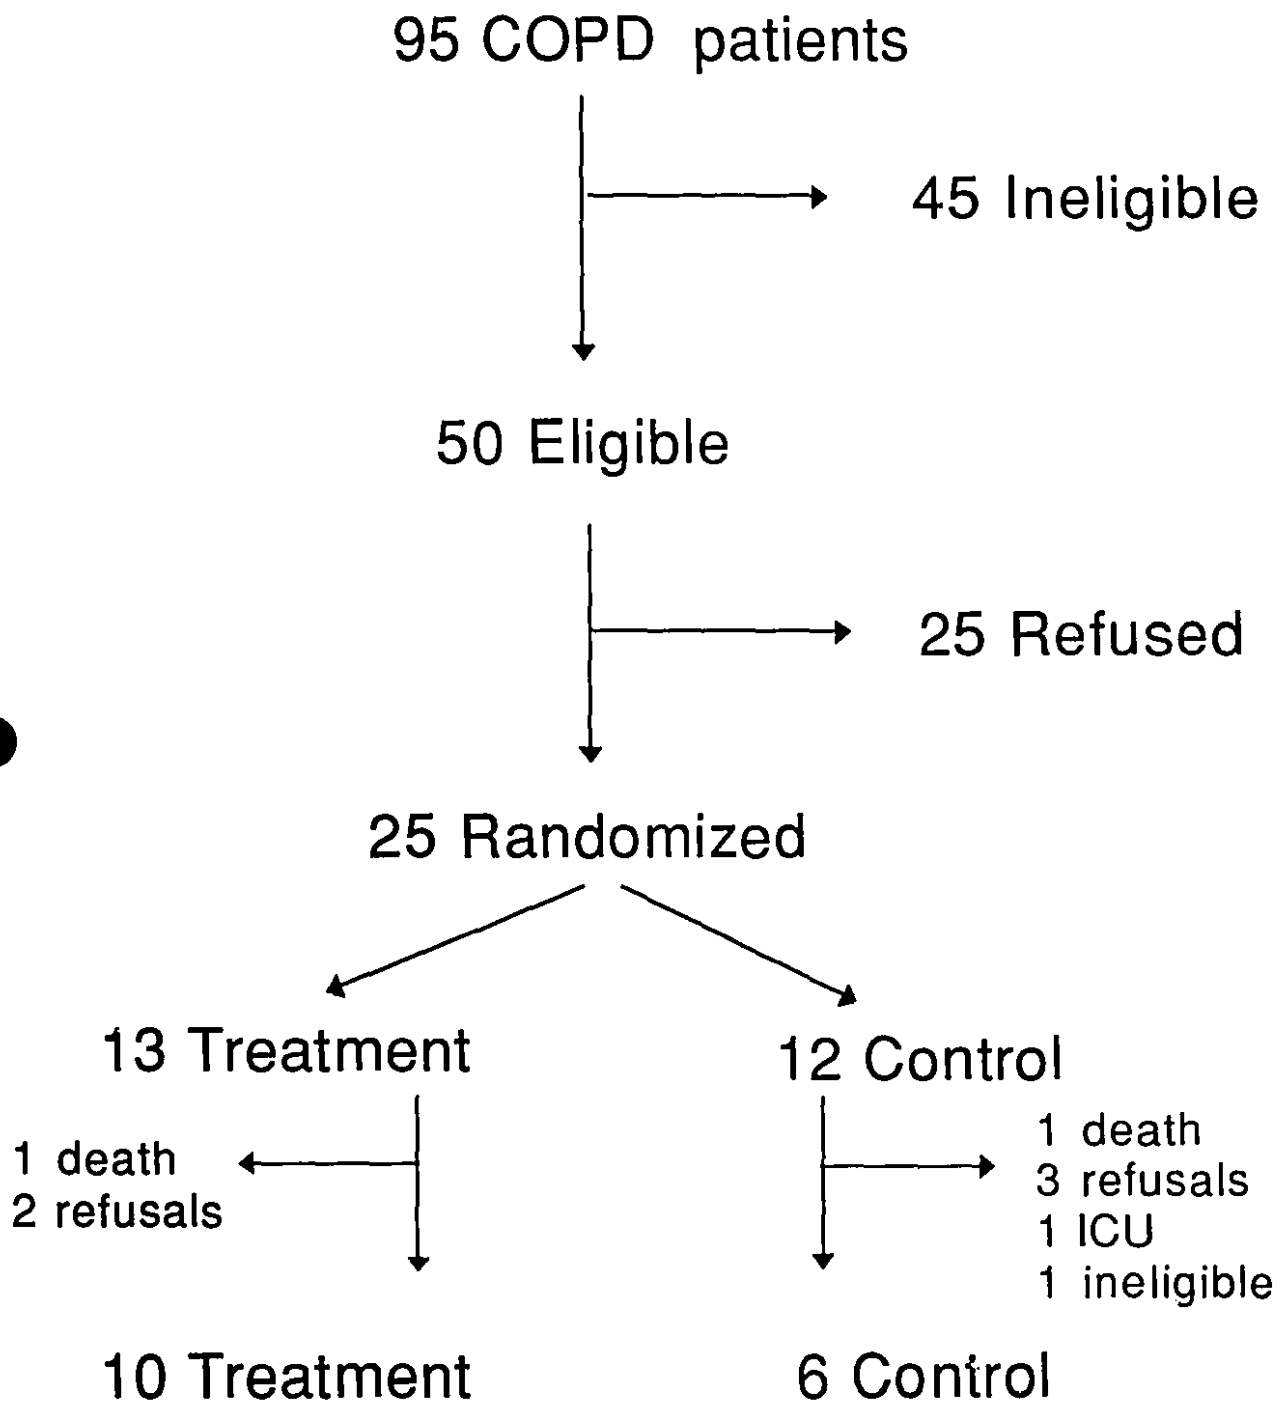 95 COPD patients
45 Ineligible
50 Eligible
25 Refused
25 Randomized
13 Treatment
12 Control
1 death
2 refusals
1 death
3 refusals
1 ICU
1 ineligible
10 Treatment
6 Control